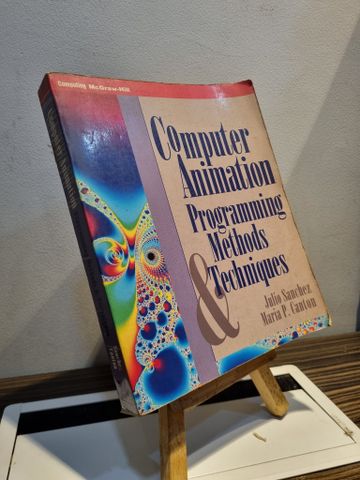 Computing McGraw-Hill
Computer
Animation
Programming
Methods
& Techniques
Julio Sanchez
Maria P. Canton